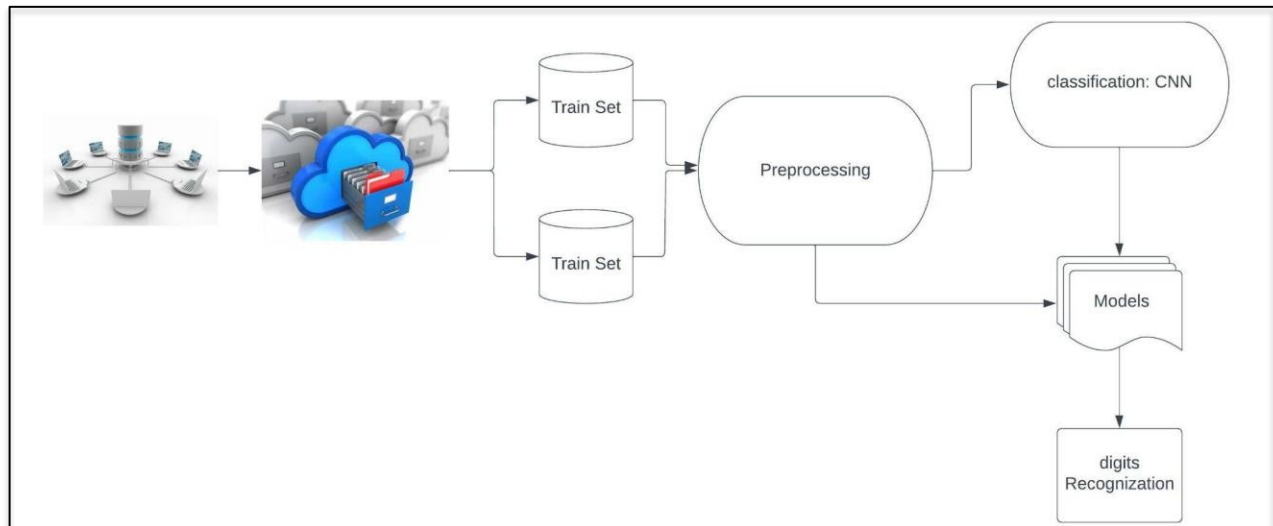 classification: CNN
Train Set
Preprocessing
Train Set
Models
digits
Recognization